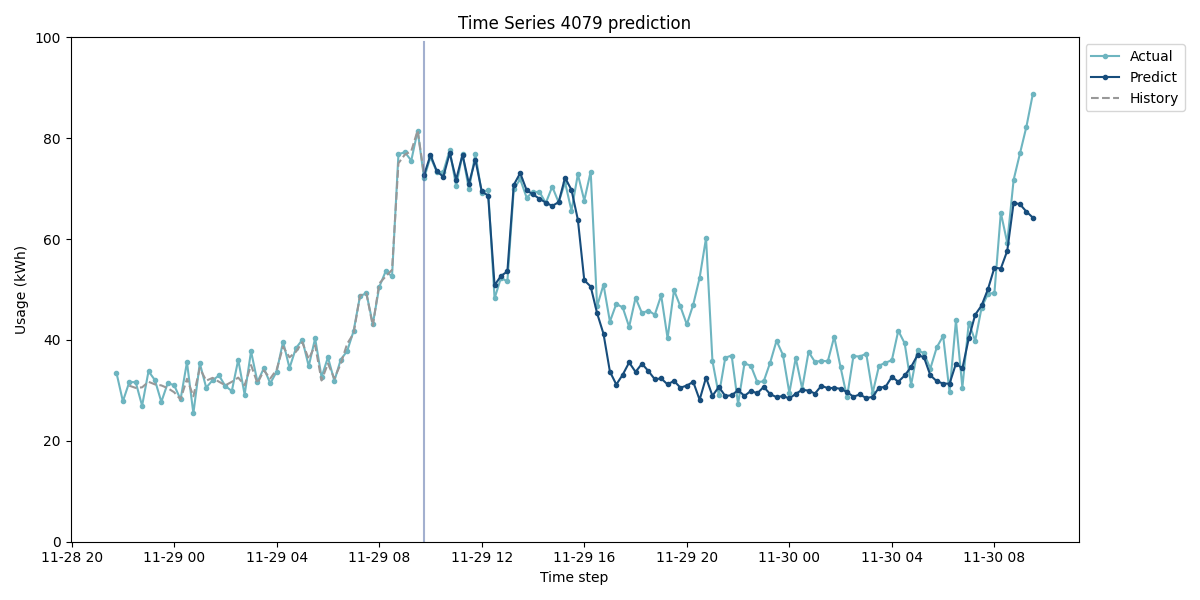 Time Series 4079 prediction
100
80
60
40
20
0
Usage (kWh)
11-28 20
11-29 00
11-29 04
11-29 08
11-29 12
11-29 16
11-29 20
11-30 00
11-30 04
11-30 08
Time step
Actual
Predict
History